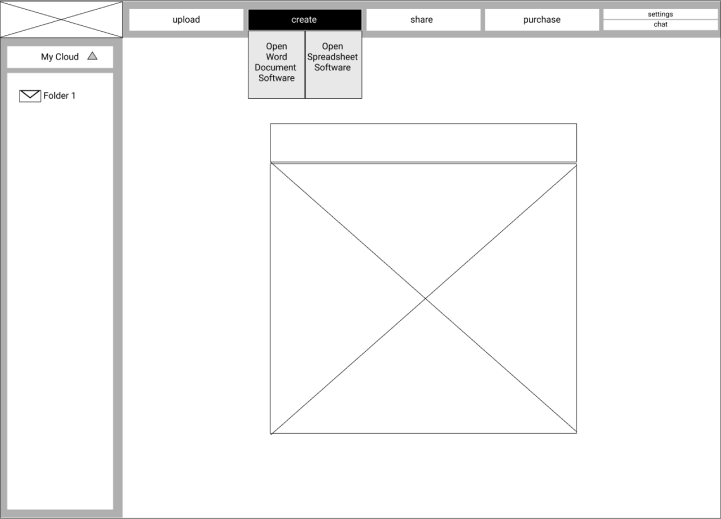 upload
create
share
purchase
settings
chat
My Cloud
Folder 1
Open
Word
Document
Software
Open
Spreadsheet
Software